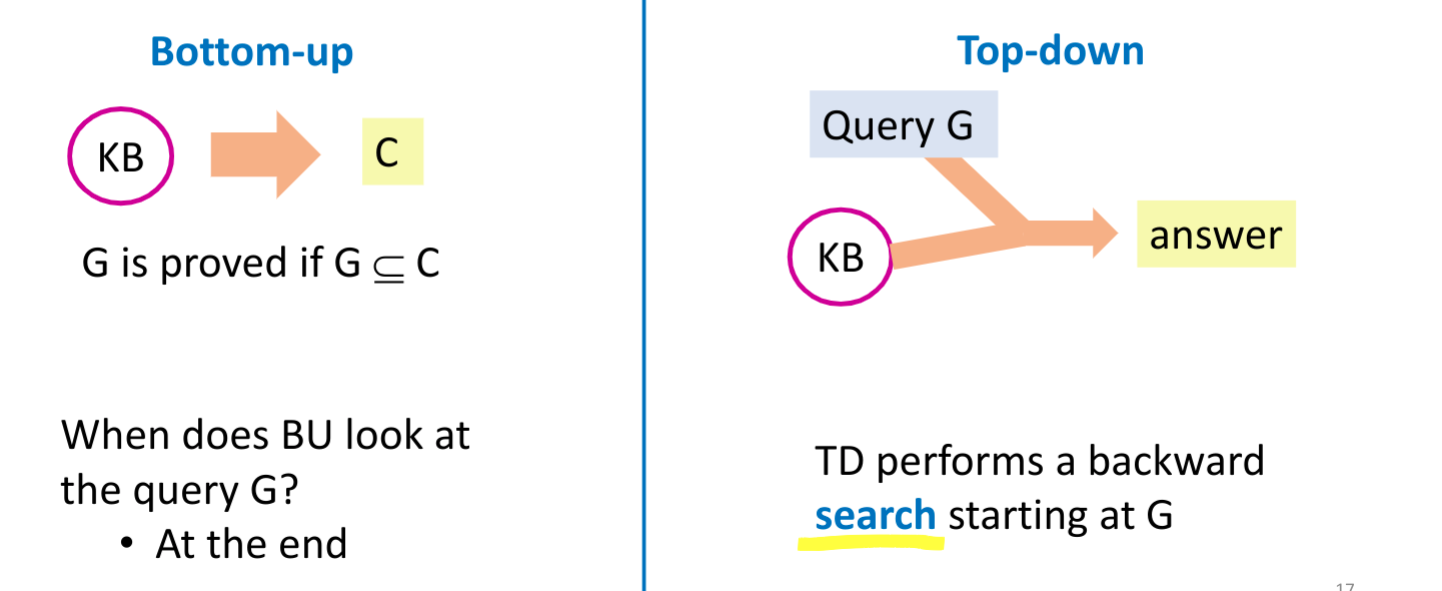 Bottom-up
KB
C
G is proved if G ⊆ C
When does BU look at
the query G?
• At the end
Top-down
Query G
KB
answer
TD performs a backward
search starting at G
17